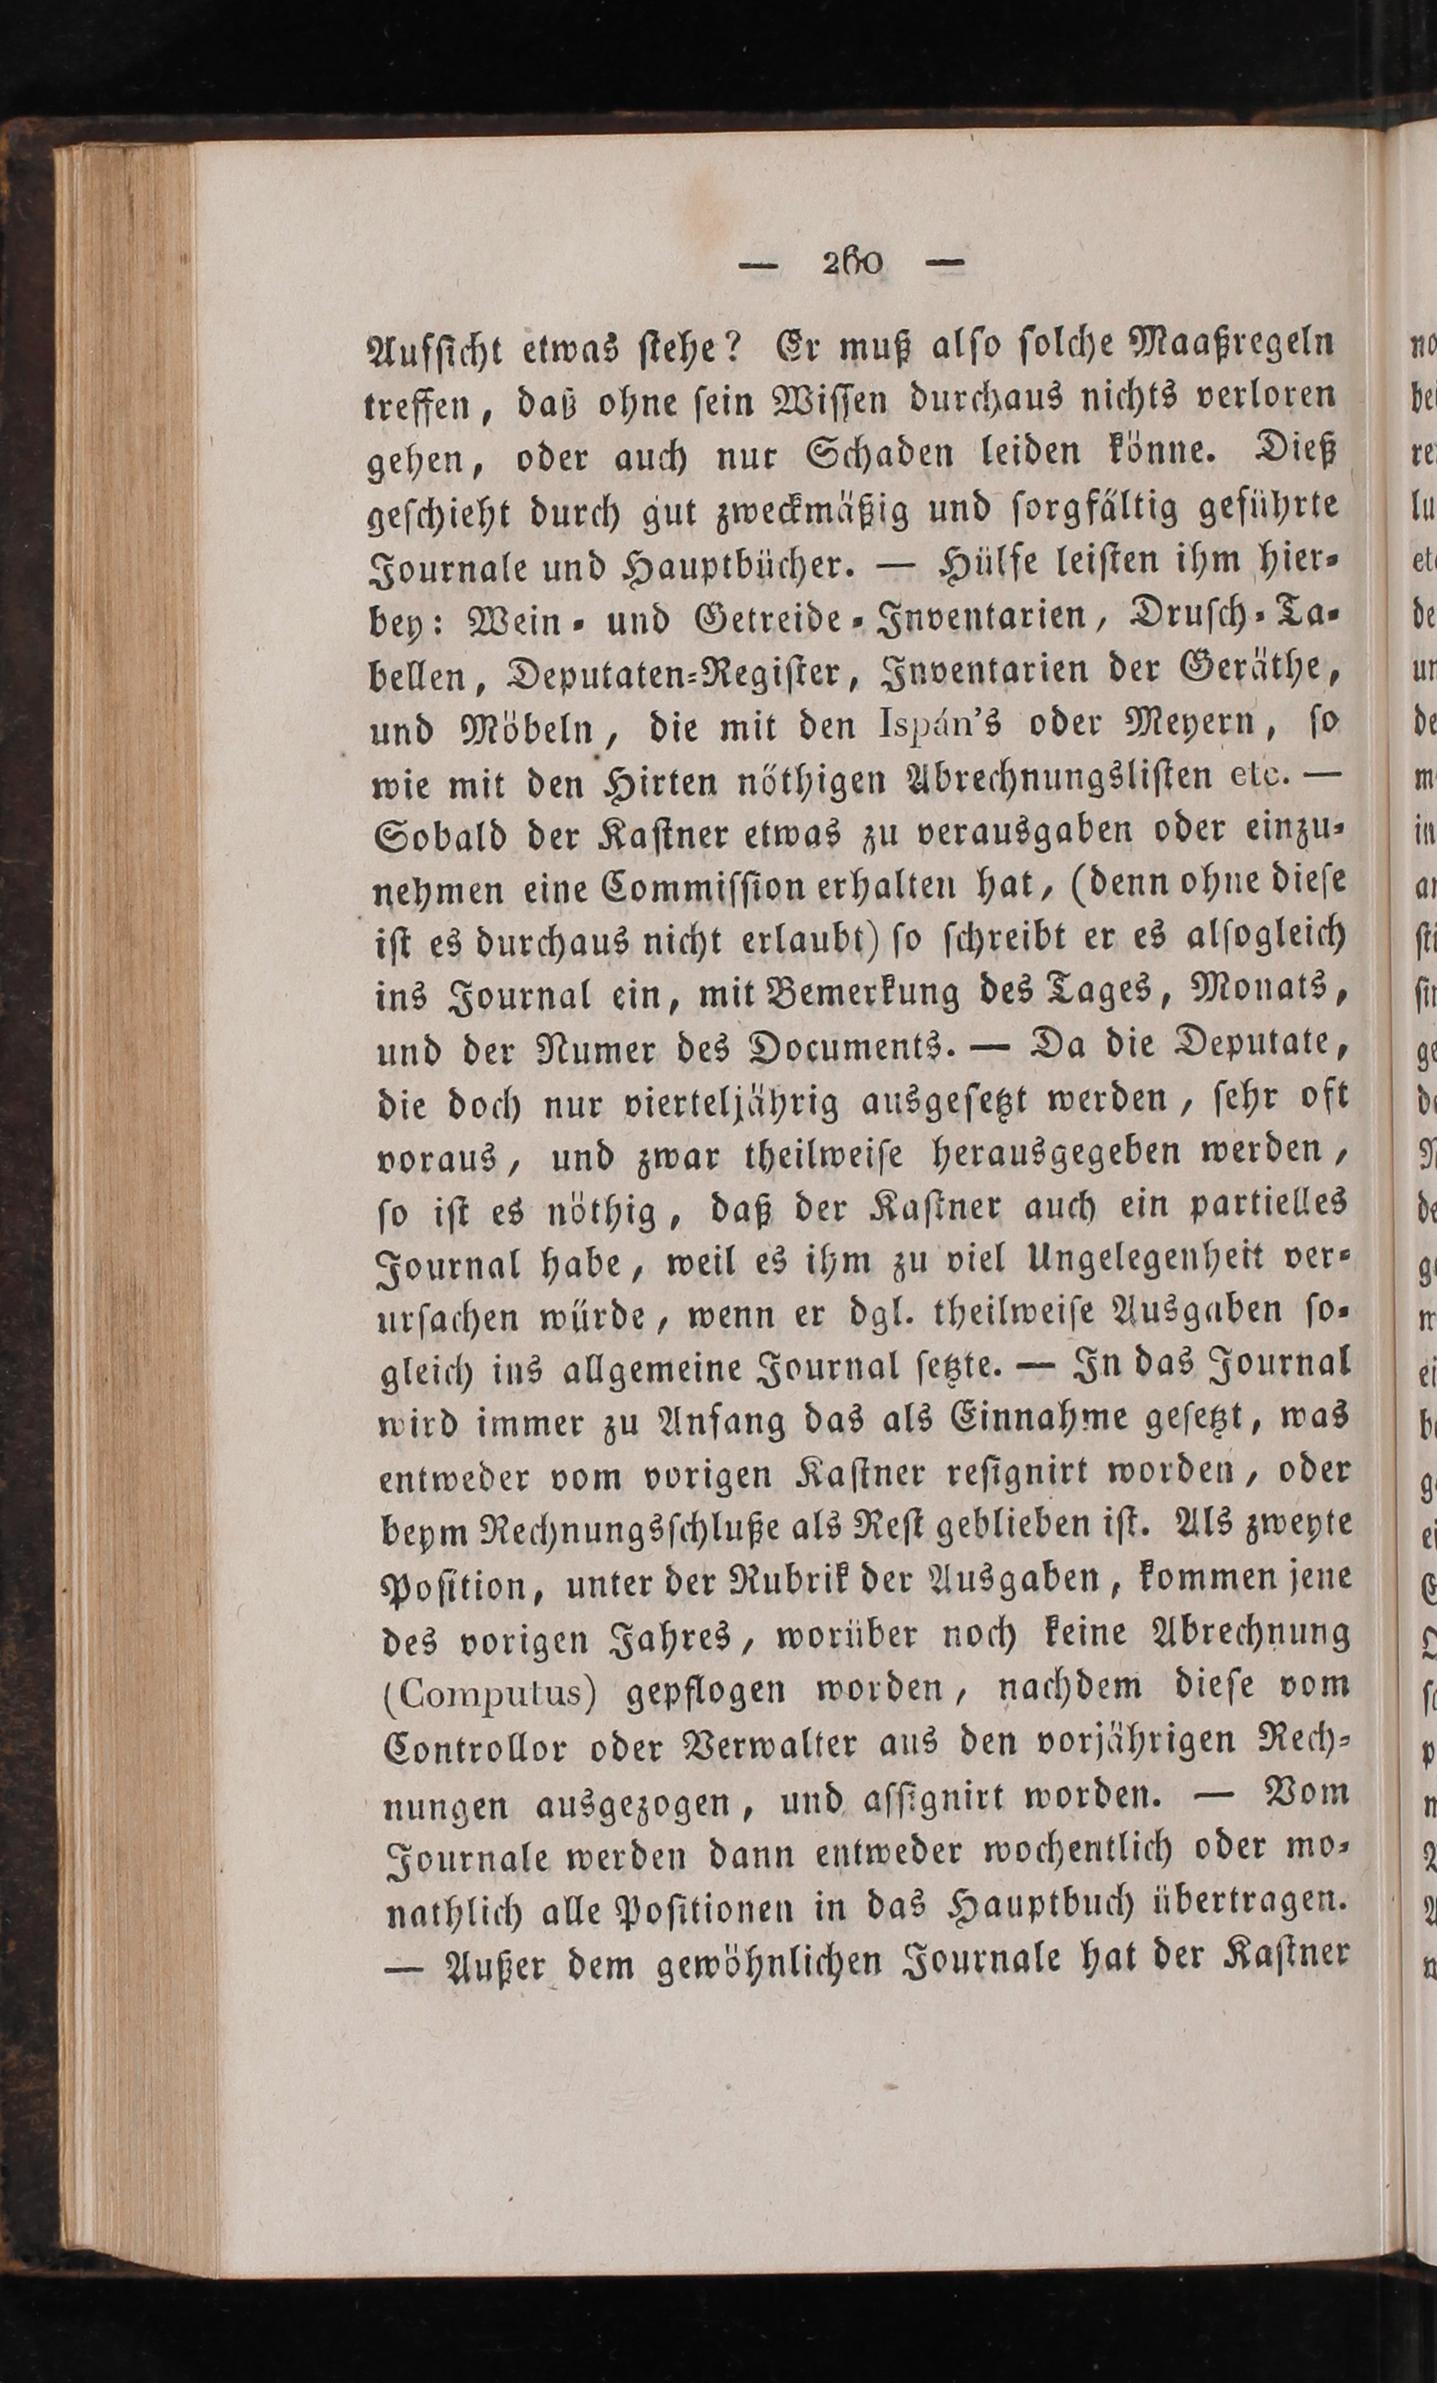 — 260 —
Aufſicht etwas ſtehe? Er muß alſo ſolche Maaßregeln
treffen, daß ohne ſein Wiſſen durchaus nichts verloren
gehen, oder auch nur Schaden leiden könne. Dieß
geſchieht durch gut zweckmäßig und ſorgfältig geführte
Journale und Hauptbücher. — Hülfe leiſten ihm hier-
bey: Wein- und Getreide-Inventarien, Druſch-Ta-
bellen, Deputaten-Regiſter, Inventarien der Geräthe,
und Möbeln, die mit den Ispán's oder Meyern, ſo
wie mit den Hirten nöthigen Abrechnungsliſten etc. —
Sobald der Kaſtner etwas zu verausgaben oder einzu-
nehmen eine Commiſſion erhalten hat, (denn ohne dieſe
iſt es durchaus nicht erlaubt) ſo ſchreibt er es alſogleich
ins Journal ein, mit Bemerkung des Tages, Monats,
und der Numer des Documents. — Da die Deputate,
die doch nur vierteljährig ausgeſetzt werden, ſehr oft
voraus, und zwar theilweiſe herausgegeben werden,
ſo iſt es nöthig, daß der Kaſtner auch ein partielles
Journal habe, weil es ihm zu viel Ungelegenheit ver-
urſachen würde, wenn er dgl. theilweiſe Ausgaben ſo-
gleich ins allgemeine Journal ſetzte. — In das Journal
wird immer zu Anfang das als Einnahme geſetzt, was
entweder vom vorigen Kaſtner reſignirt worden, oder
beym Rechnungsſchluße als Reſt geblieben iſt. Als zweyte
Poſition, unter der Rubrik der Ausgaben, kommen jene
des vorigen Jahres, worüber noch keine Abrechnung
(Computus) gepflogen worden, nachdem dieſe vom
Controllor oder Verwalter aus den vorjährigen Rech-
nungen ausgezogen, und aſſignirt worden. — Vom
Journale werden dann entweder wochentlich oder mo-
nathlich alle Poſitionen in das Hauptbuch übertragen.
— Außer dem gewöhnlichen Journale hat der Kaſtner